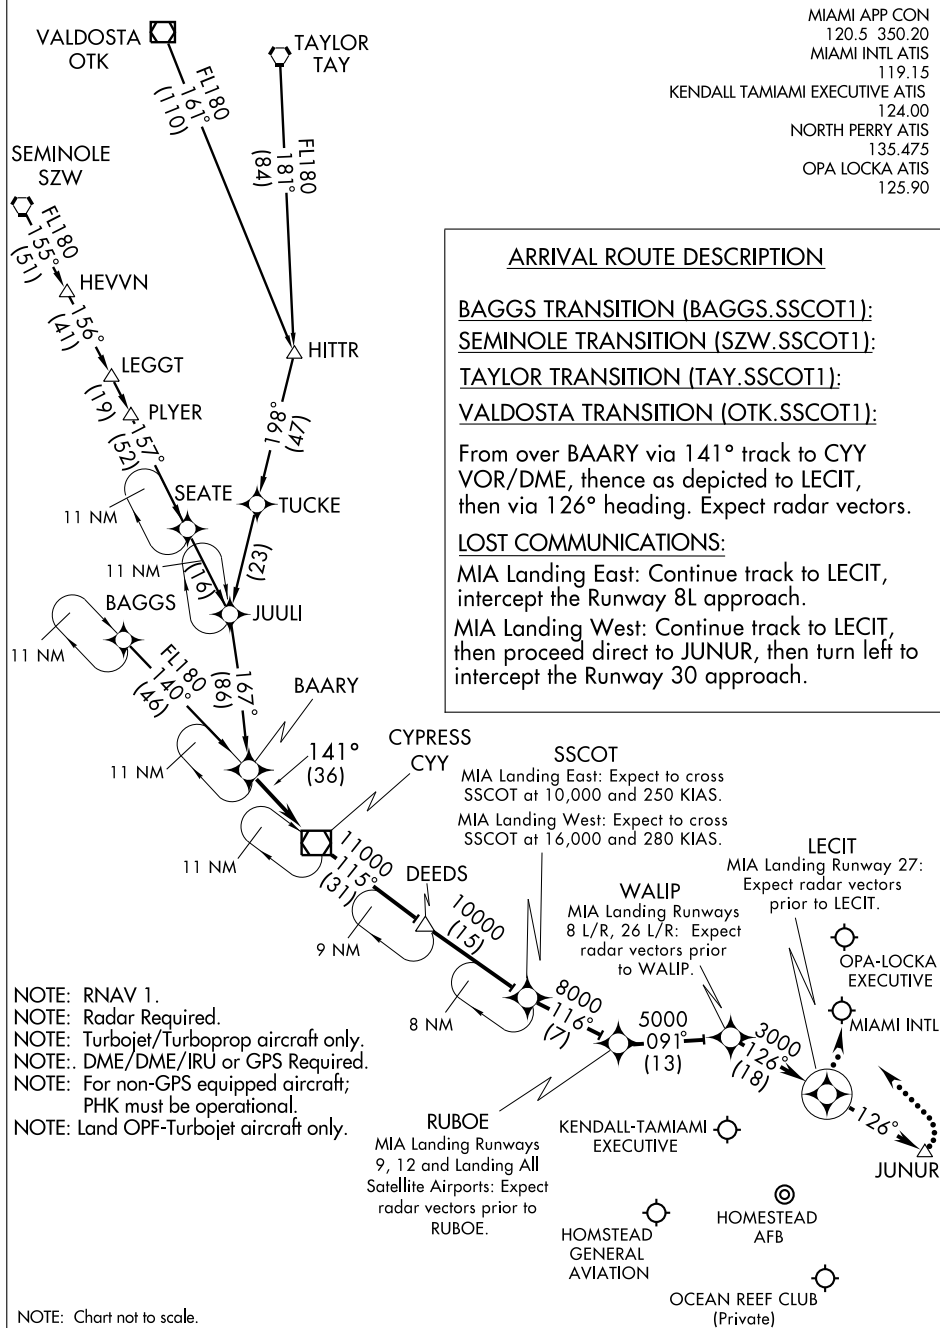 MIAMI APP CON
120.5 350.20
MIAMI INTL ATIS
119.15
KENDALL TAMIAMI EXECUTIVE ATIS
124.00
NORTH PERRY ATIS
135.475
OPA LOCKA ATIS
125.90
VALDOSTA
OTK
TAYLOR
TAY
FL180
161°
(110)
FL180
181°
(84)
SEMINOLE
SZW
FL180
155°
(51)
HEVVN
156°
(41)
LEGGT
(19)
PLYER
157°
(52)
HITTR
198°
(47)
SEATE
TUCKE
11 NM
(16)
(23)
11 NM
BAGGS
JUULI
11 NM
FL180
140°
(46)
167°
(86)
BAARY
11 NM
141°
(36)
CYPRESS
CYY
11 NM
ARRIVAL ROUTE DESCRIPTION
BAGGS TRANSITION (BAGGS.SSCOT1):
SEMINOLE TRANSITION (SZW.SSCOT1):
TAYLOR TRANSITION (TAY.SSCOT1):
VALDOSTA TRANSITION (OTK.SSCOT1):
From over BAARY via 141° track to CYY
VOR/DME, thence as depicted to LECIT,
then via 126° heading. Expect radar vectors.
LOST COMMUNICATIONS:
MIA Landing East: Continue track to LECIT,
intercept the Runway 8L approach.
MIA Landing West: Continue track to LECIT,
then proceed direct to JUNUR, then turn left to
intercept the Runway 30 approach.
11000
115°
(31)
DEEDS
9 NM
10000
(15)
SSCOT
MIA Landing East: Expect to cross
SSCOT at 10,000 and 250 KIAS.
MIA Landing West: Expect to cross
SSCOT at 16,000 and 280 KIAS.
8 NM
8000
116°
(7)
WALIP
MIA Landing Runways
8 L/R, 26 L/R: Expect
radar vectors prior
to WALIP.
5000
091°
(13)
LECIT
MIA Landing Runway 27:
Expect radar vectors
prior to LECIT.
3000
126°
(18)
OPA-LOCKA
EXECUTIVE
MIAMI INTL
126°
JUNUR
RUBOE
MIA Landing Runways
9, 12 and Landing All
Satellite Airports: Expect
radar vectors prior to
RUBOE.
KENDALL-TAMIAMI
EXECUTIVE
HOMSTEAD
GENERAL
AVIATION
HOMESTEAD
AFB
OCEAN REEF CLUB
(Private)
NOTE: RNAV 1.
NOTE: Radar Required.
NOTE: Turbojet/Turboprop aircraft only.
NOTE:. DME/DME/IRU or GPS Required.
NOTE: For non-GPS equipped aircraft;
PHK must be operational.
NOTE: Land OPF-Turbojet aircraft only.
NOTE: Chart not to scale.